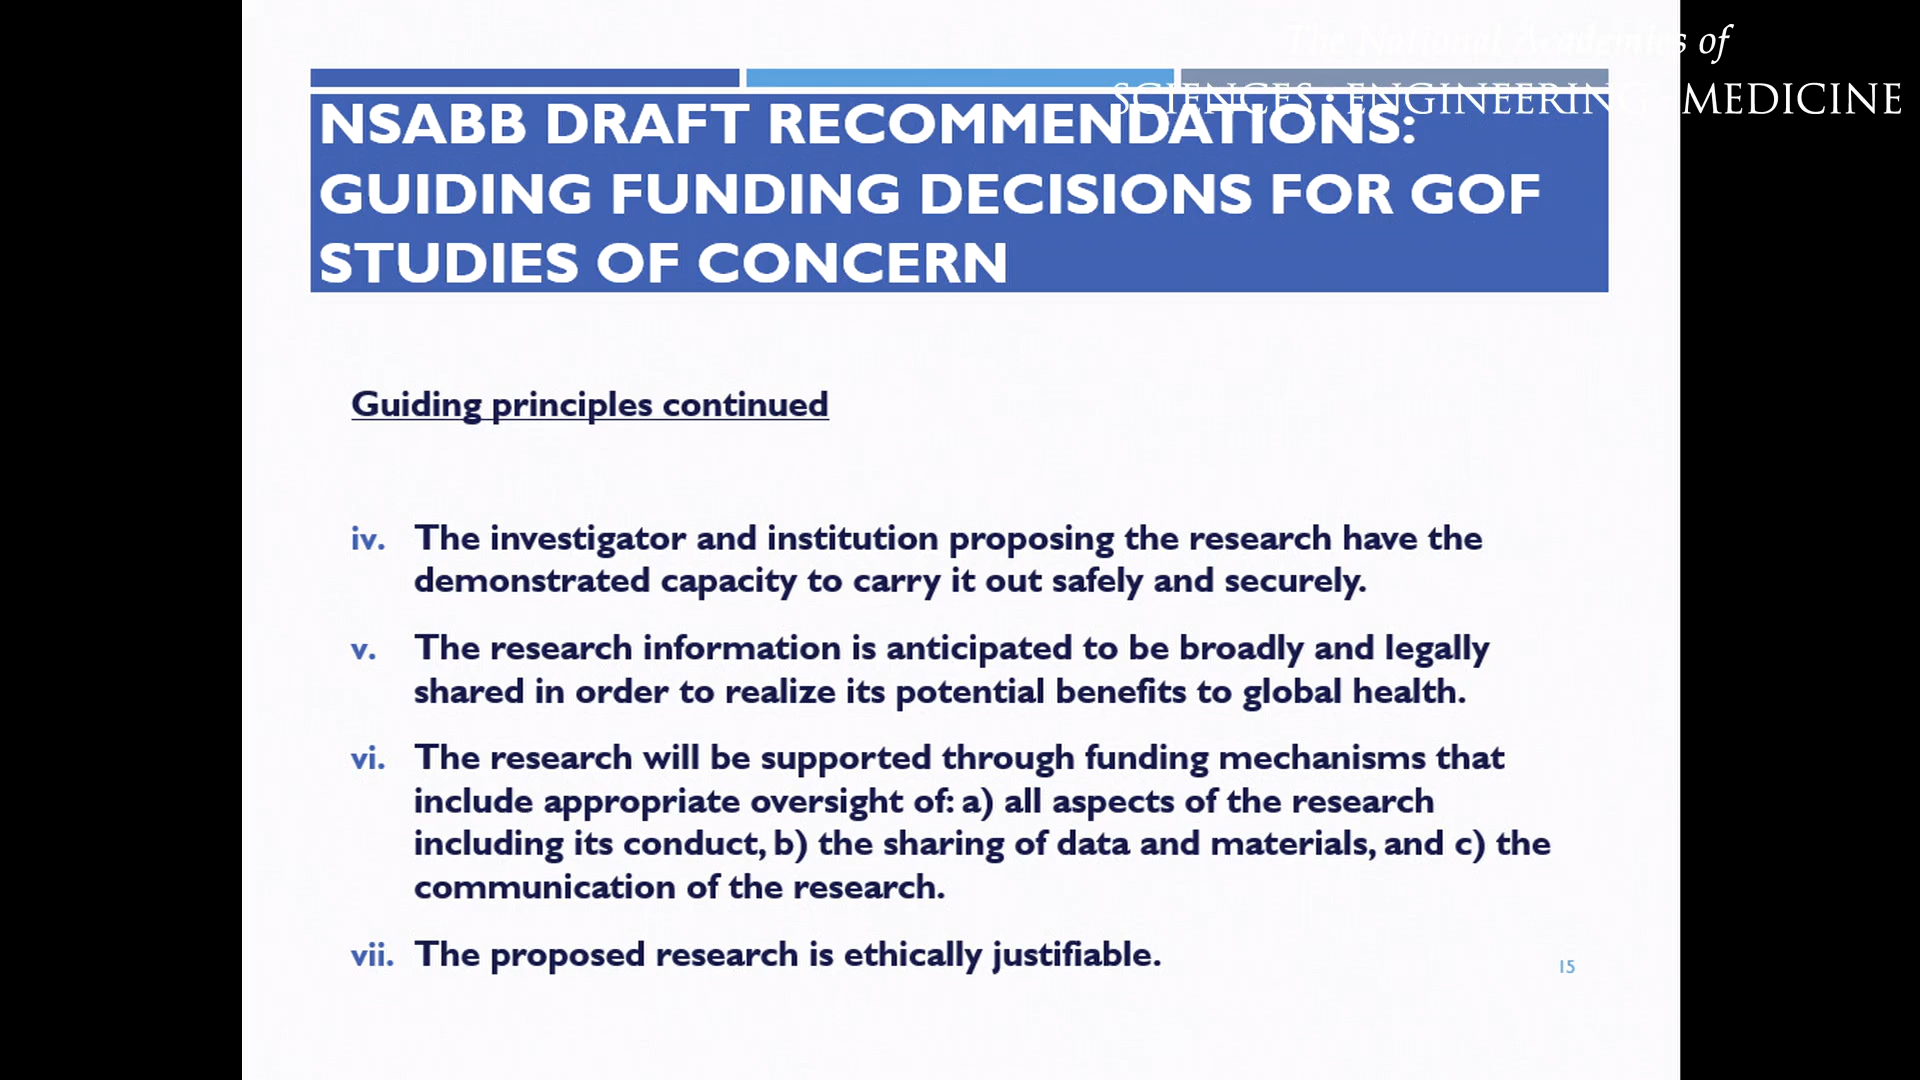 The National Academies of
SCIENCES · ENGINEERING · MEDICINE
NSABB DRAFT RECOMMENDATIONS:
GUIDING FUNDING DECISIONS FOR GOF
STUDIES OF CONCERN
Guiding principles continued
iv. The investigator and institution proposing the research have the
demonstrated capacity to carry it out safely and securely.
v. The research information is anticipated to be broadly and legally
shared in order to realize its potential benefits to global health.
vi. The research will be supported through funding mechanisms that
include appropriate oversight of: a) all aspects of the research
including its conduct, b) the sharing of data and materials, and c) the
communication of the research.
vii. The proposed research is ethically justifiable.
15